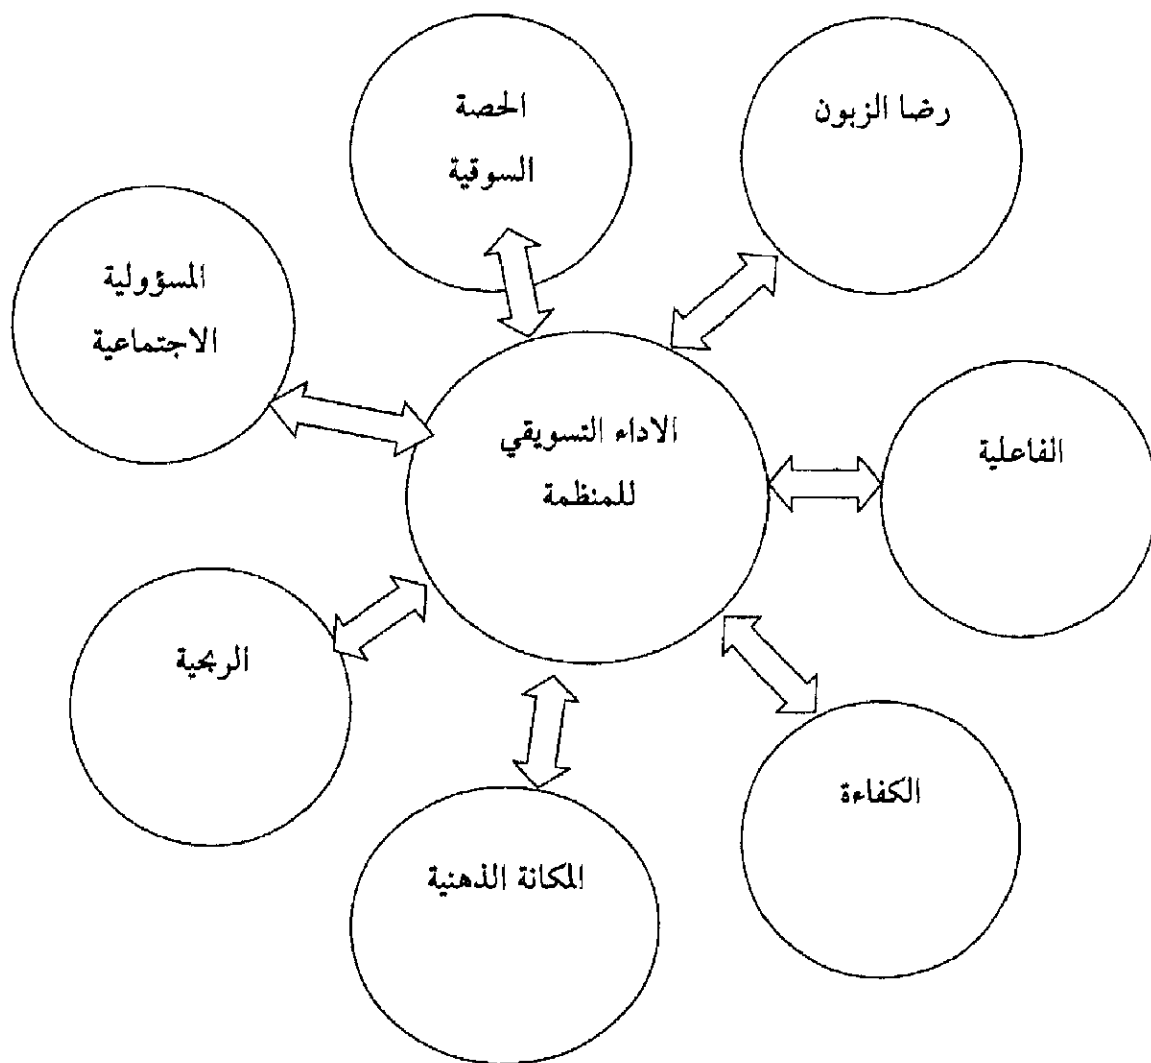 الحصة
السوقية
رضا الزبون
المسؤولية
الاجتماعية
الاداء التسويقي
للمنظمة
الفاعلية
الربحية
الكفاءة
المكانة الذهنية